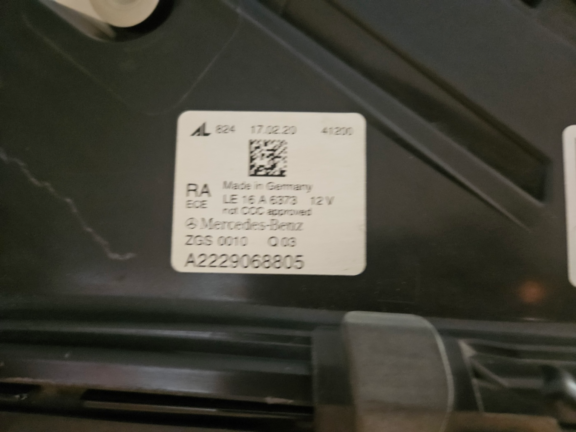 AL 824 17.02.20 41200
RA
ECE
Made in Germany
LE 16 A 6373 12 V
not CCC approved
Mercedes-Benz
ZGS 0010 Q 03
A2229068805